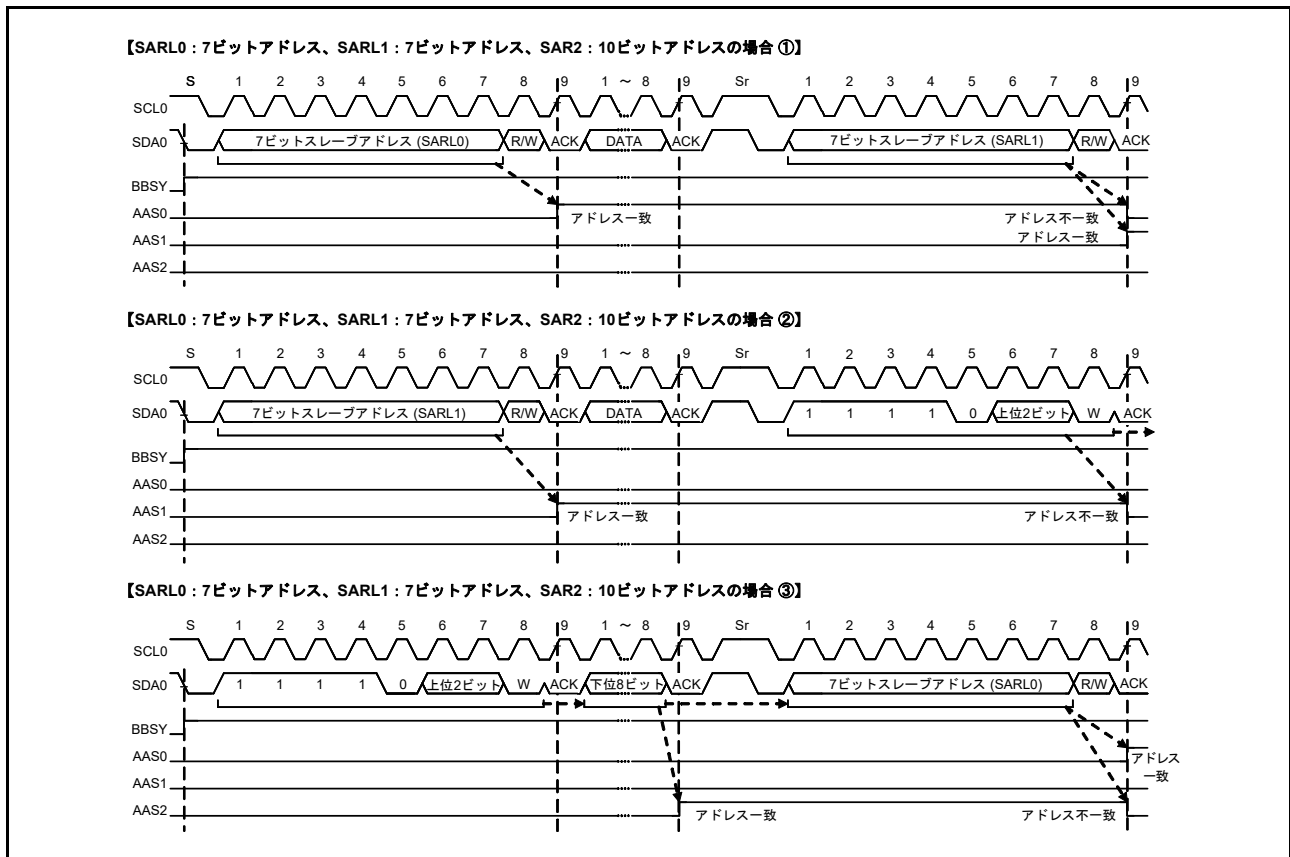 【SARL0：7ビットアドレス、SARL1：7ビットアドレス、SAR2：10ビットアドレスの場合 ①】
S 1 2 3 4 5 6 7 8 9 1 ～ 8 9 Sr 1 2 3 4 5 6 7 8 9
SCL0
SDA0 7ビットスレーブアドレス (SARL0) R/W ACK DATA ACK 7ビットスレーブアドレス (SARL1) R/W ACK
BBSY
AAS0 アドレス一致 アドレス不一致
アドレス一致
AAS1
AAS2
【SARL0：7ビットアドレス、SARL1：7ビットアドレス、SAR2：10ビットアドレスの場合 ②】
S 1 2 3 4 5 6 7 8 9 1 ～ 8 9 Sr 1 2 3 4 5 6 7 8 9
SCL0
SDA0 7ビットスレーブアドレス (SARL1) R/W ACK DATA ACK 1 1 1 1 0 上位2ビット W ACK
BBSY
AAS0
AAS1 アドレス一致 アドレス不一致
AAS2
【SARL0：7ビットアドレス、SARL1：7ビットアドレス、SAR2：10ビットアドレスの場合 ③】
S 1 2 3 4 5 6 7 8 9 1 ～ 8 9 Sr 1 2 3 4 5 6 7 8 9
SCL0
SDA0 1 1 1 1 0 上位2ビット W ACK 下位8ビット ACK 7ビットスレーブアドレス (SARL0) R/W ACK
BBSY
AAS0 アドレス
一致
AAS1
AAS2 アドレス一致 アドレス不一致